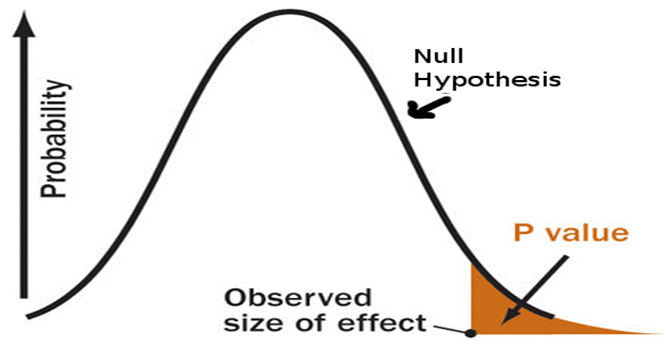 Probability
Null
Hypothesis
P value
Observed
size of effect